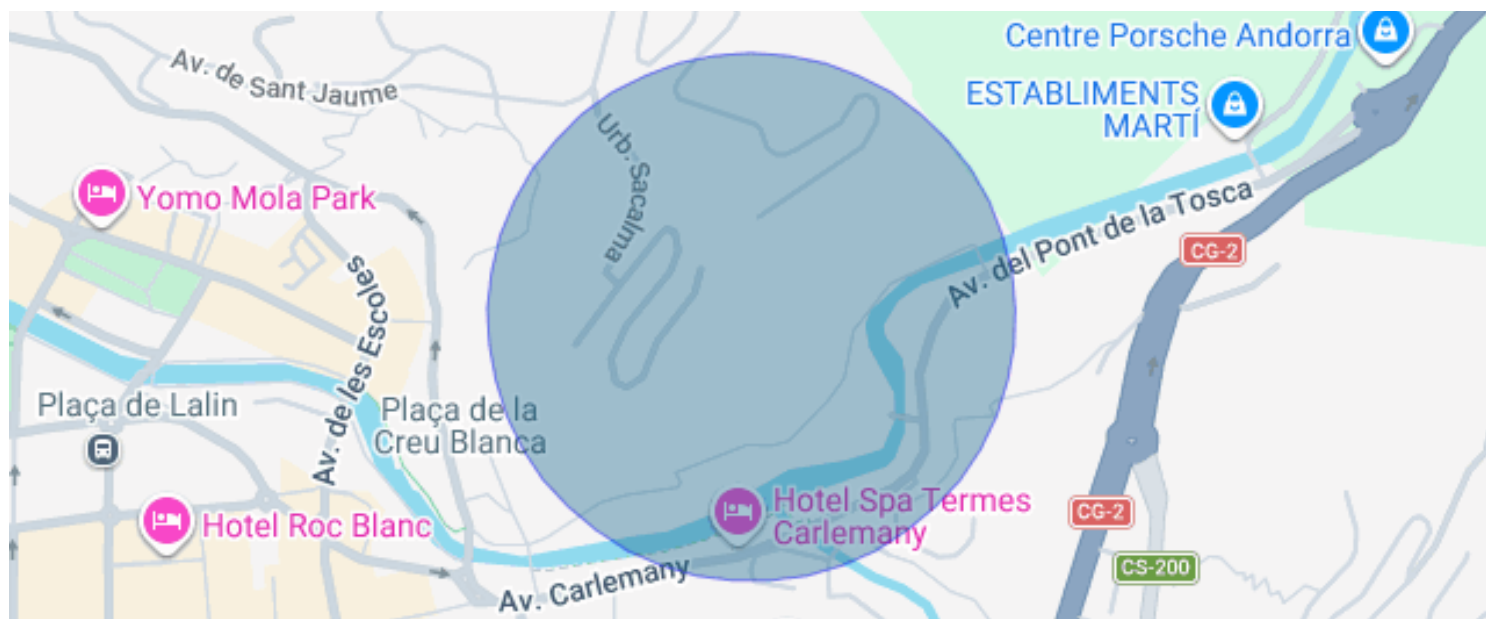 Centre Porsche Andorra
Av. de Sant Jaume
ESTABLIMENTS
MARTÍ
Urb. Sacalma
Yomo Mola Park
Av. del Pont de la Tosca
CG-2
Av. de les Escoles
Plaça de Lalin
Plaça de la
Creu Blanca
Hotel Roc Blanc
Hotel Spa Termes
Carlemany
CG-2
CS-200
Av. Carlemany